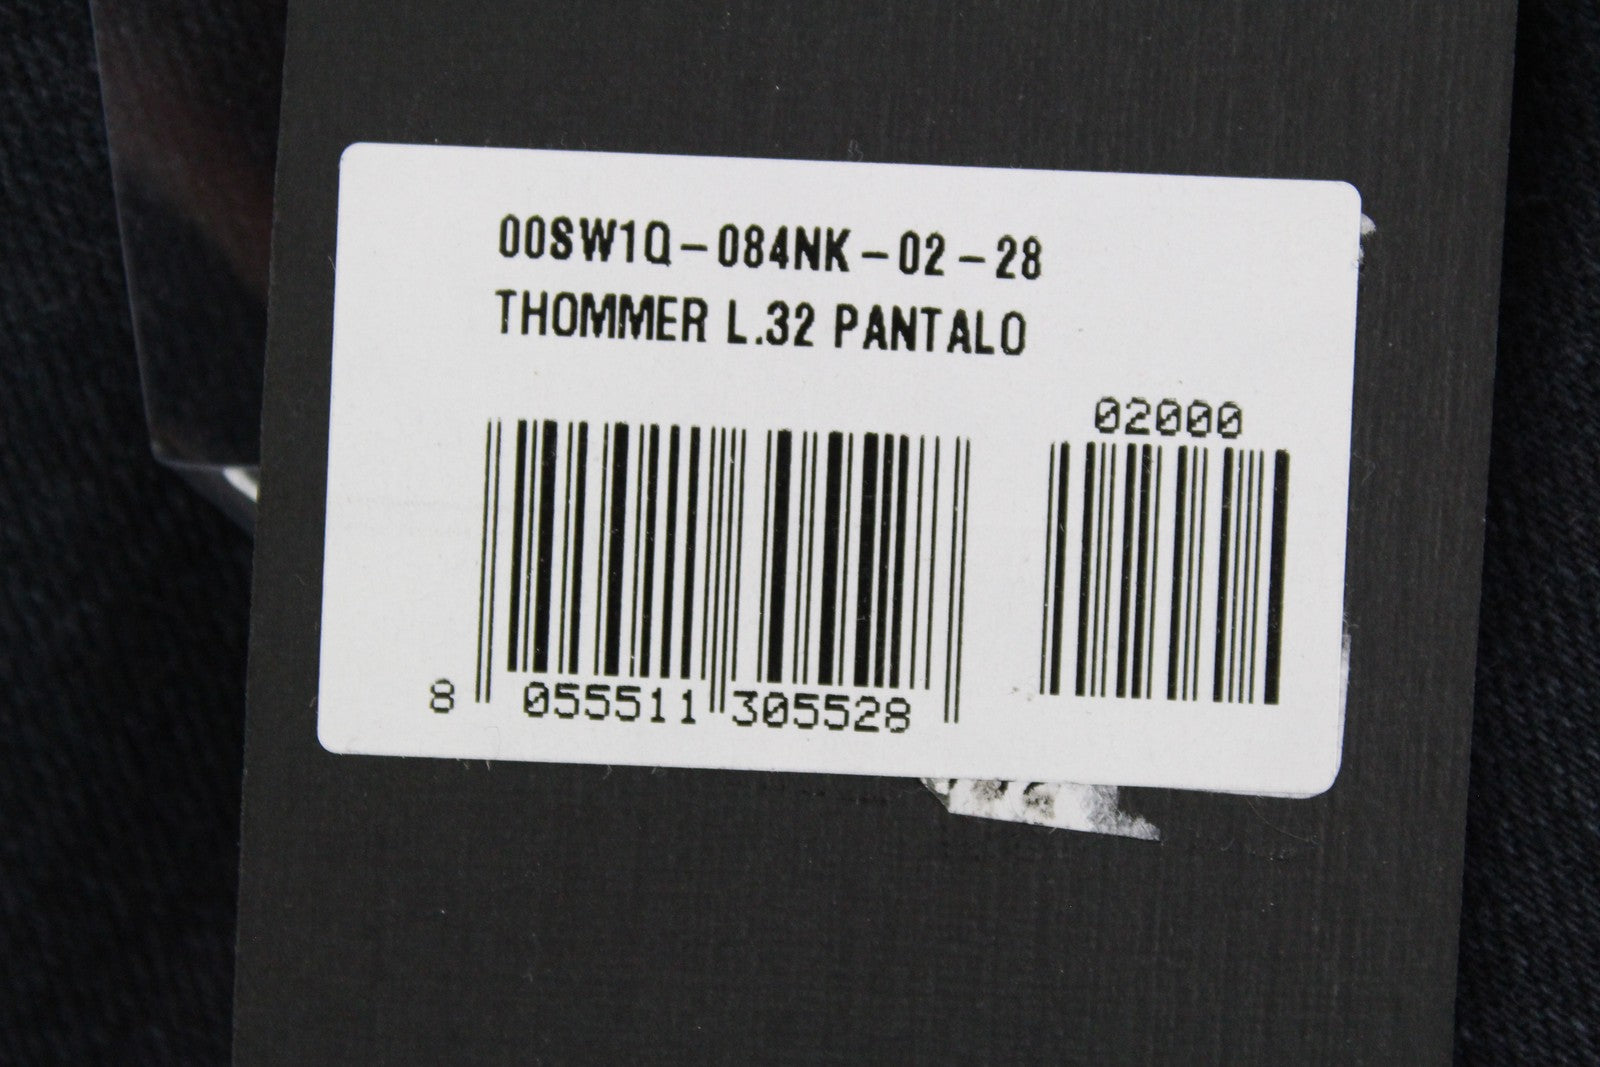 00SW1Q-084NK-02-28
THOMMER L.32 PANTALO
02000
8 055511 305528